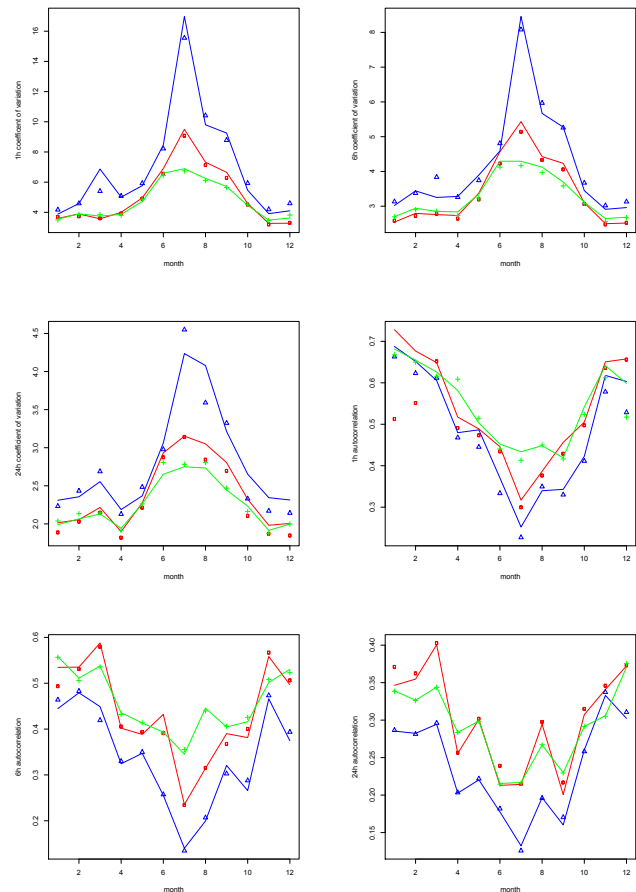 1h coefficient of variation
4 6 8 10 12 14 16
2 4 6 8 10 12
month
6h coefficient of variation
3 4 5 6 7 8
2 4 6 8 10 12
month
24h coefficient of variation
2.0 2.5 3.0 3.5 4.0 4.5
2 4 6 8 10 12
month
1h autocorrelation
0.3 0.4 0.5 0.6 0.7
2 4 6 8 10 12
month
6h autocorrelation
0.2 0.3 0.4 0.5 0.6
2 4 6 8 10 12
month
24h autocorrelation
0.15 0.20 0.25 0.30 0.35 0.40
2 4 6 8 10 12
month